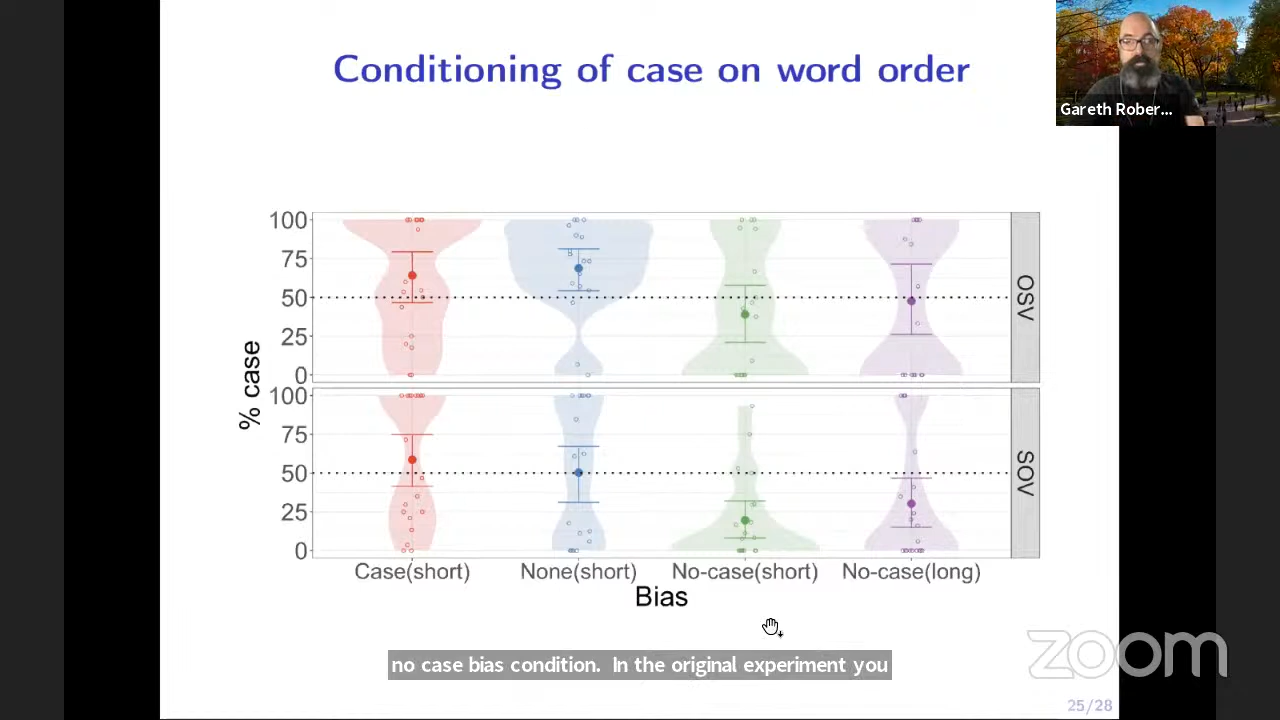 Conditioning of case on word order
Gareth Rober...
% case
100
75
50
25
0
OSV
100
75
50
25
0
SOV
Case(short) None(short) No-case(short) No-case(long)
Bias
no case bias condition. In the original experiment you
zoom
25/28